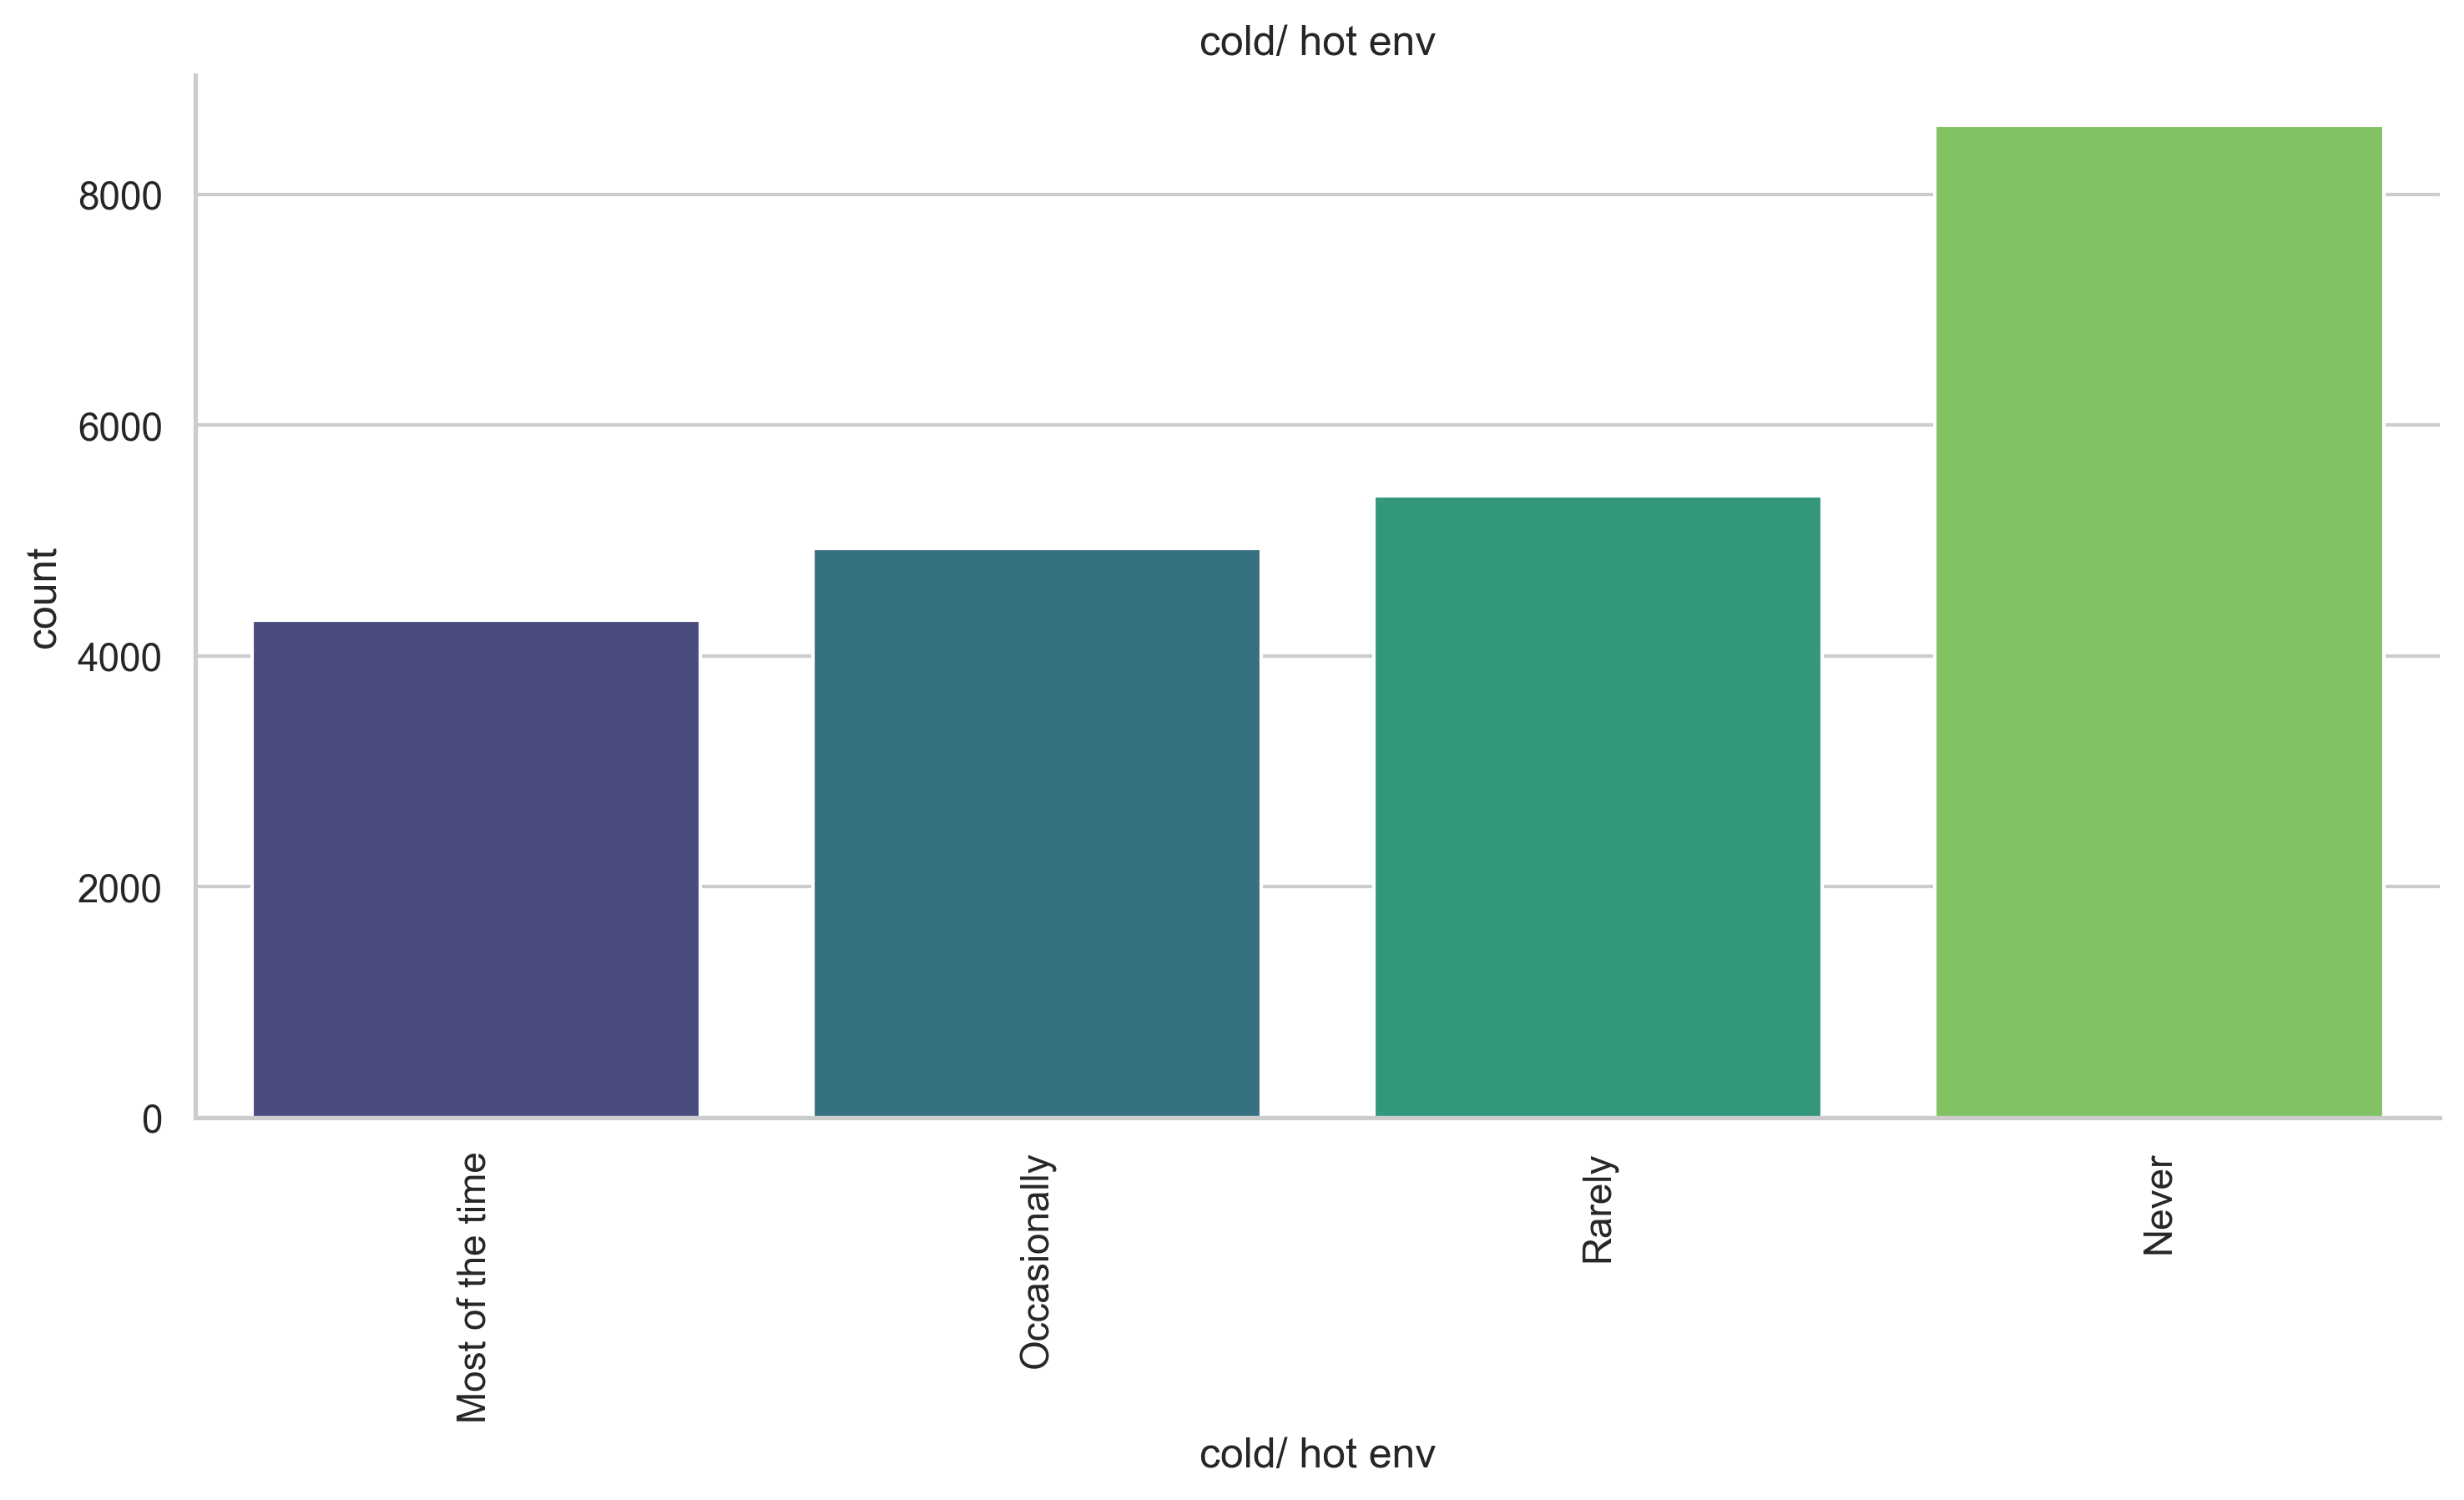 cold/ hot env
8000
6000
4000
2000
0
count
Most of the time
Occasionally
Rarely
Never
cold/ hot env